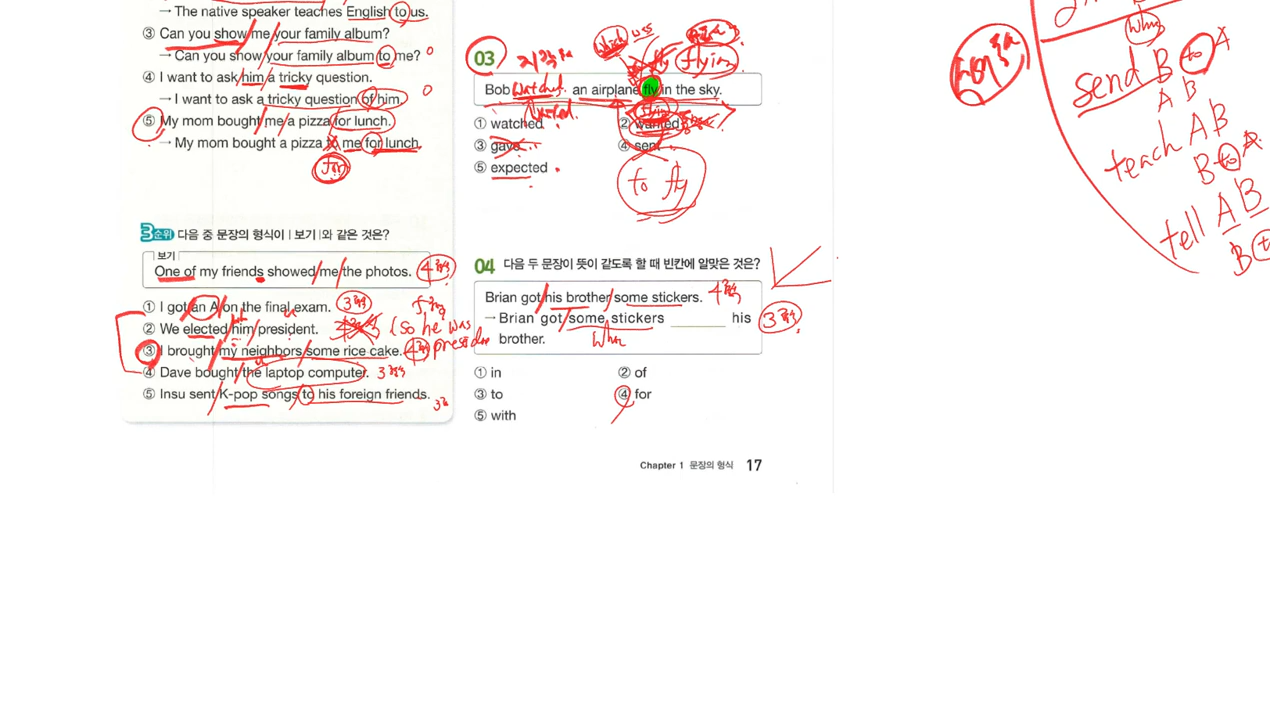 → The native speaker teaches English to us.
③ Can you show me your family album?
→ Can you show your family album to me?
④ I want to ask him a tricky question.
→ I want to ask a tricky question of him.
⑤ My mom bought me a pizza for lunch.
→ My mom bought a pizza me for lunch.
for
3순위 다음 중 문장의 형식이 | 보기 |와 같은 것은?
보기
One of my friends showed me the photos. 4형식
① I got an A on the final exam. 3형식
② We elected him president. (So he was president
③ I brought my neighbors some rice cake. 4형식
④ Dave bought the laptop computer. 3형식
⑤ Insu sent K-pop songs to his foreign friends. 3형
03
which was
flying
Bob watched an airplane fly in the sky.
① watched
② wanted
③ gave
④ sent
⑤ expected
to fly
04 다음 두 문장이 뜻이 같도록 할 때 빈칸에 알맞은 것은?
Brian got his brother some stickers. 4형식
→ Brian got some stickers ______ his 3형식
brother.
① in
② of
③ to
④ for
⑤ with
Chapter 1 문장의 형식 17
send B to A
A B
teach A B
B to A
tell A B
B to